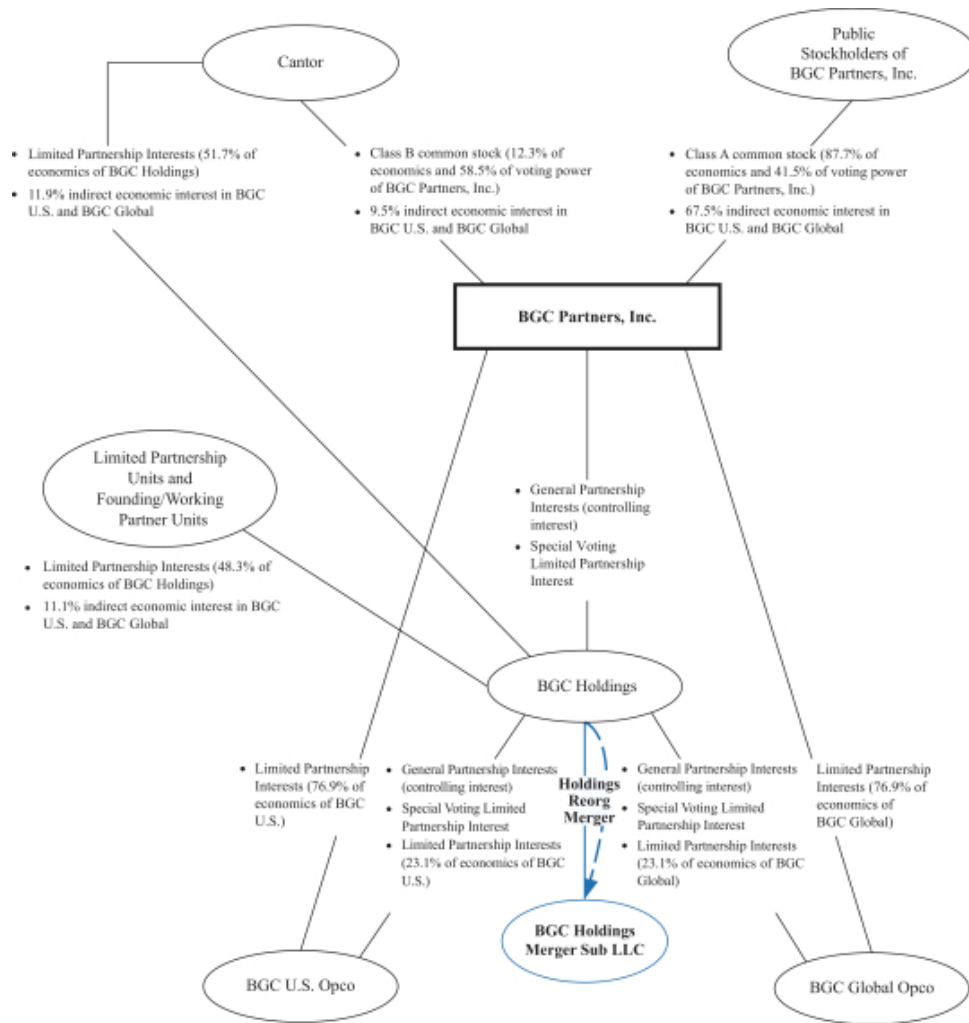 Cantor
Public
Stockholders of
BGC Partners, Inc.
• Limited Partnership Interests (51.7% of
economics of BGC Holdings)
• 11.9% indirect economic interest in BGC
U.S. and BGC Global
• Class B common stock (12.3% of
economics and 58.5% of voting power
of BGC Partners, Inc.)
• 9.5% indirect economic interest in
BGC U.S. and BGC Global
• Class A common stock (87.7% of
economics and 41.5% of voting power
of BGC Partners, Inc.)
• 67.5% indirect economic interest in
BGC U.S. and BGC Global
BGC Partners, Inc.
Limited Partnership
Units and
Founding/Working
Partner Units
• Limited Partnership Interests (48.3% of
economics of BGC Holdings)
• 11.1% indirect economic interest in BGC
U.S. and BGC Global
• General Partnership
Interests (controlling
interest)
• Special Voting
Limited Partnership
Interest
BGC Holdings
• Limited Partnership
Interests (76.9% of
economics of BGC
U.S.)
• General Partnership Interests
(controlling interest)
• Special Voting Limited
Partnership Interest
• Limited Partnership Interests
(23.1% of economics of BGC
U.S.)
Holdings
Reorg
Merger
• General Partnership Interests
(controlling interest)
• Special Voting Limited
Partnership Interest
• Limited Partnership Interests
(23.1% of economics of BGC
Global)
Limited Partnership
Interests (76.9% of
economics of
BGC Global)
BGC Holdings
Merger Sub LLC
BGC U.S. Opco
BGC Global Opco